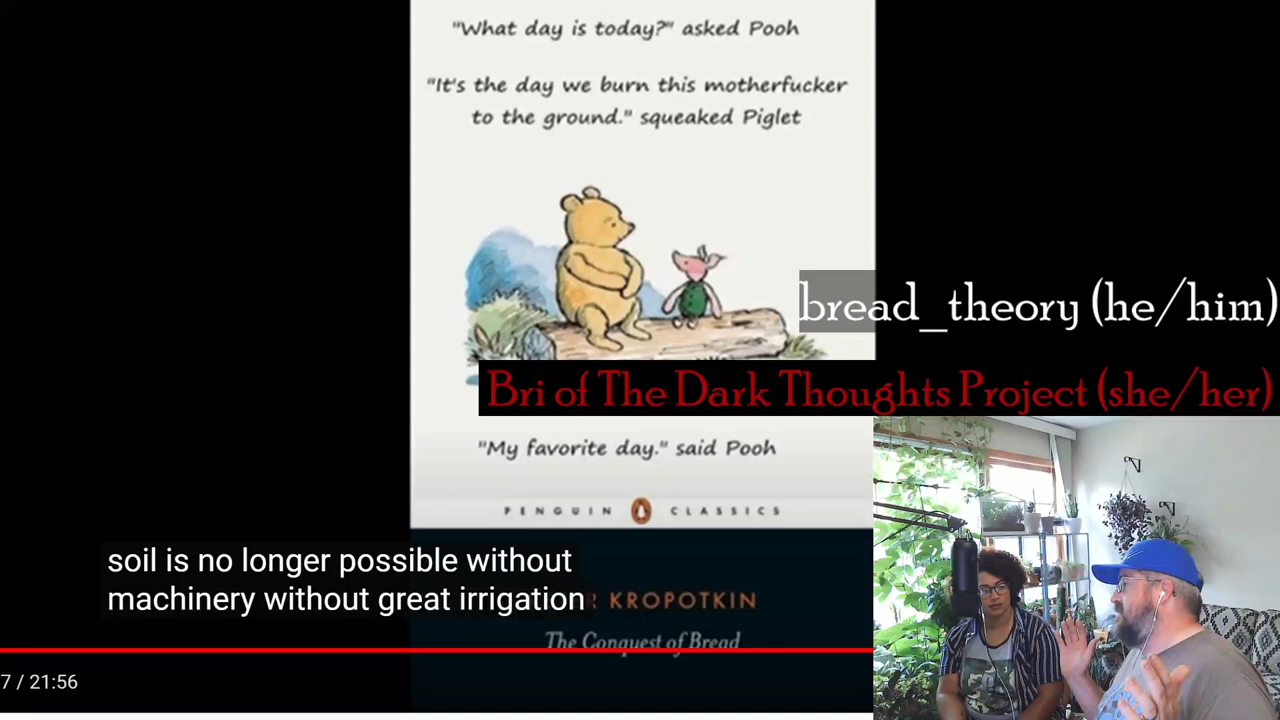 "What day is today?" asked Pooh
"It's the day we burn this motherfucker
to the ground." squeaked Piglet
bread_theory (he/him)
Bri of The Dark Thoughts Project (she/her)
"My favorite day." said Pooh
PENGUIN CLASSICS
soil is no longer possible without
machinery without great irrigation
KROPOTKIN
The Conquest of Bread
7 / 21:56